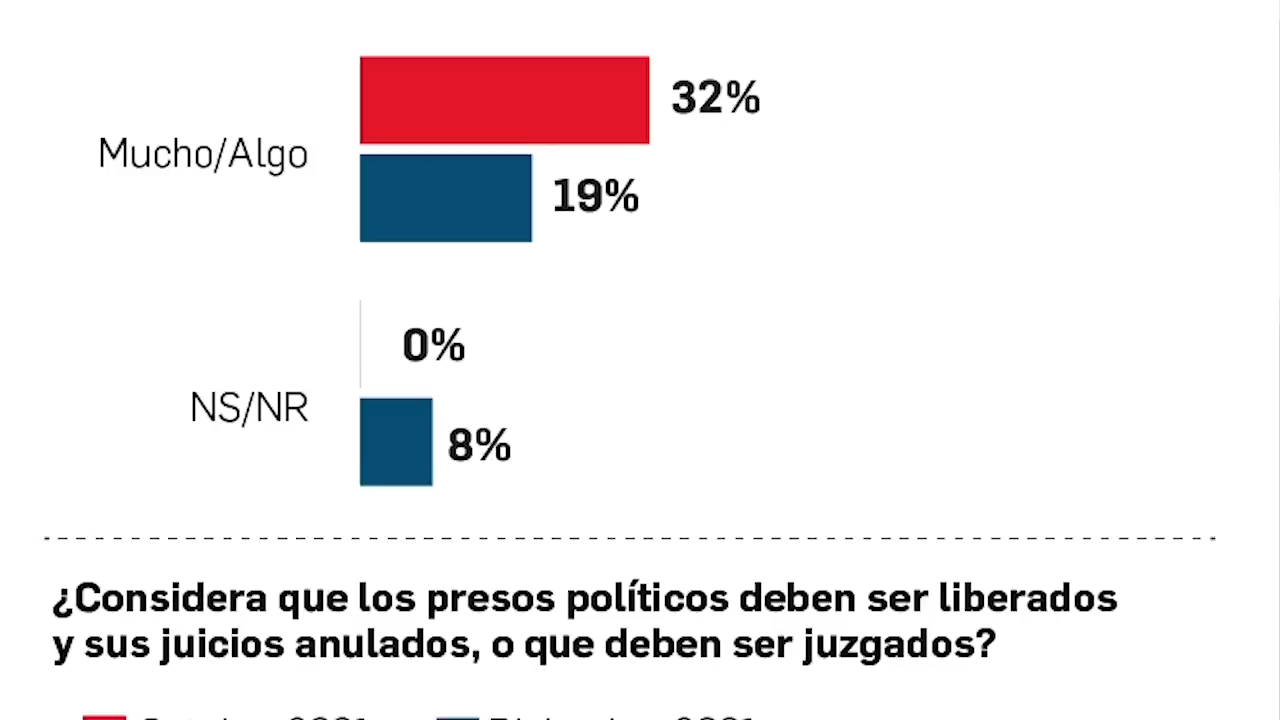 32%
Mucho/Algo
19%
0%
NS/NR
8%
¿Considera que los presos políticos deben ser liberados
y sus juicios anulados, o que deben ser juzgados?